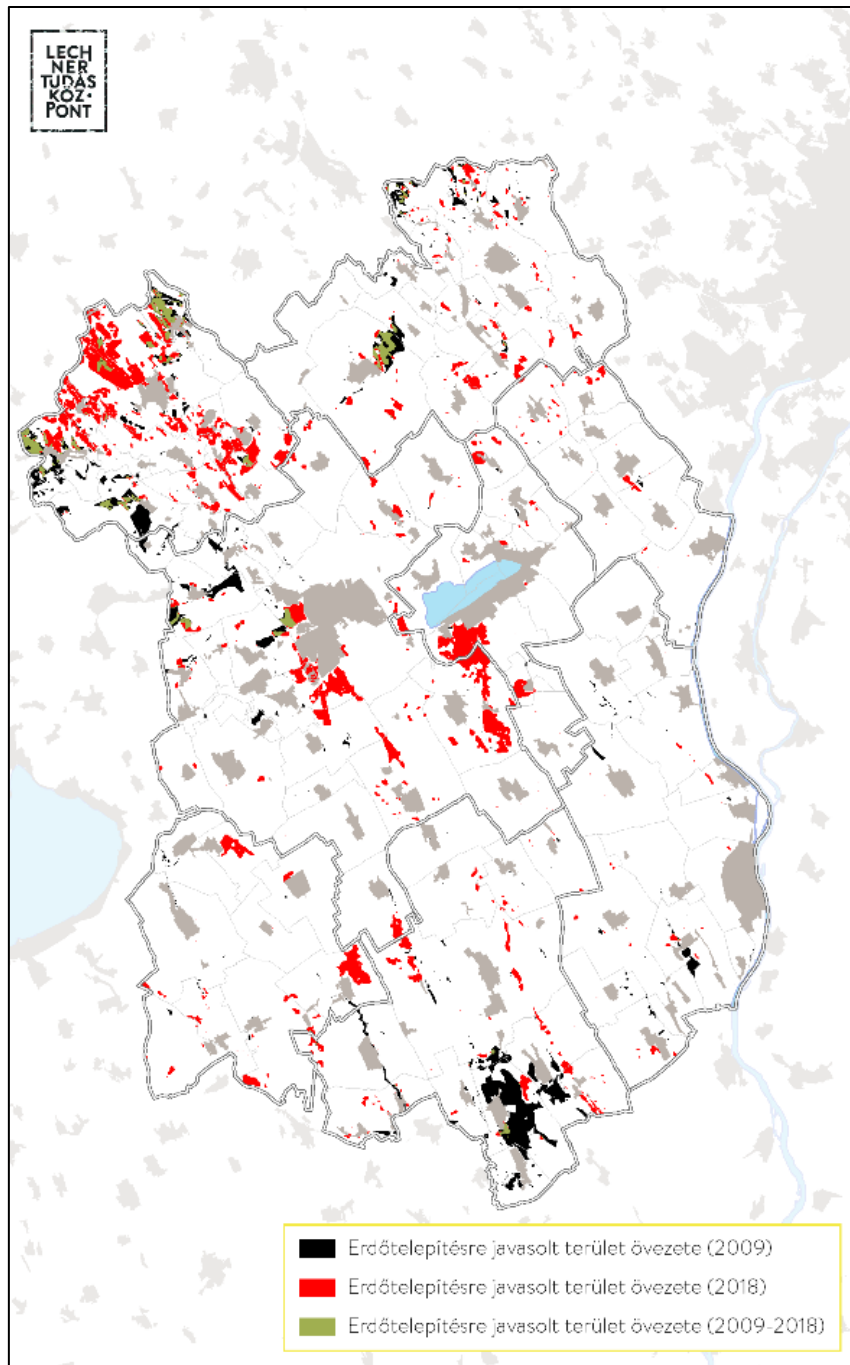 LECH
NER
TUDÁS
KÖZ•
PONT
Erdőtelepítésre javasolt terület övezete (2009)
Erdőtelepítésre javasolt terület övezete (2018)
Erdőtelepítésre javasolt terület övezete (2009-2018)